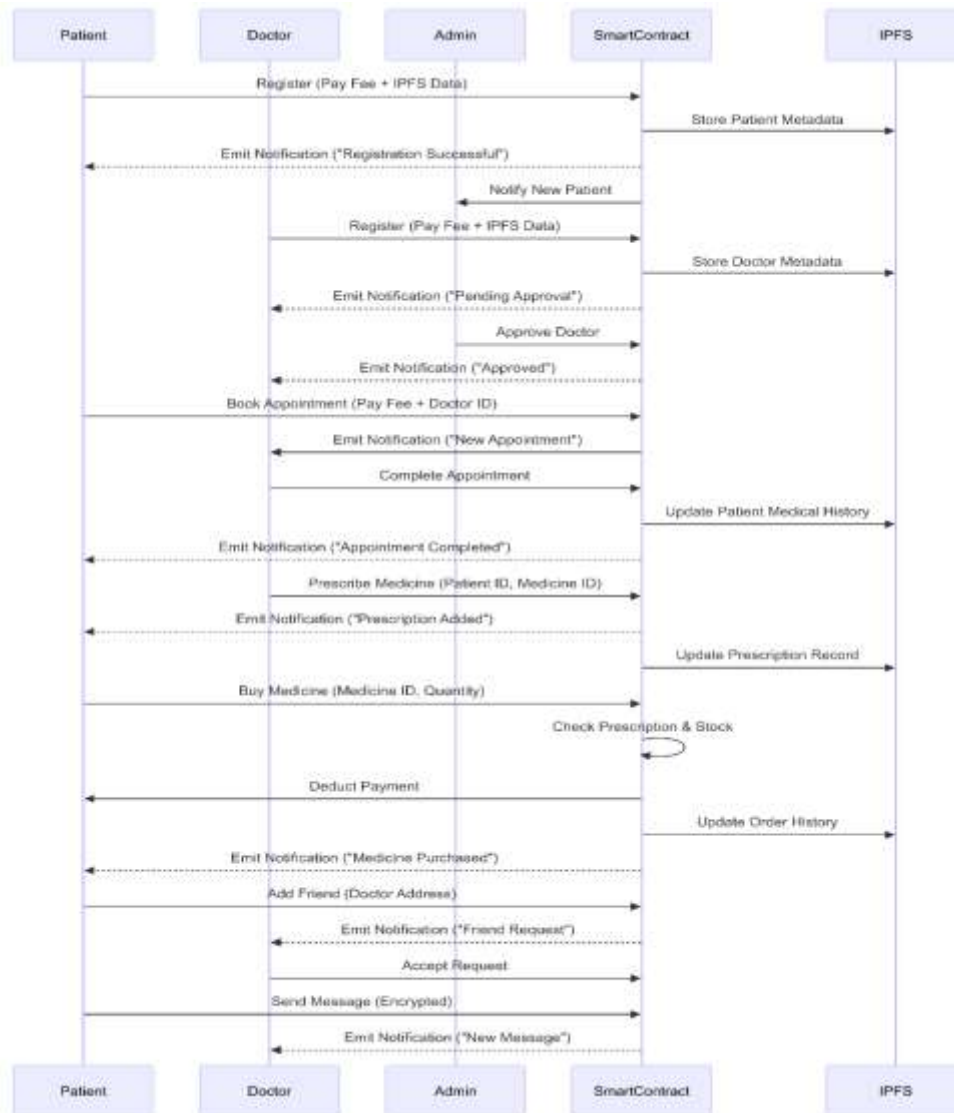 Patient Doctor Admin SmartContract IPFS
Register (Pay Fee + IPFS Data)
Store Patient Metadata
Emit Notification ("Registration Successful")
Notify New Patient
Register (Pay Fee + IPFS Data)
Store Doctor Metadata
Emit Notification ("Pending Approval")
Approve Doctor
Emit Notification ("Approved")
Book Appointment (Pay Fee + Doctor ID)
Emit Notification ("New Appointment")
Complete Appointment
Update Patient Medical History
Emit Notification ("Appointment Completed")
Prescribe Medicine (Patient ID, Medicine ID)
Emit Notification ("Prescription Added")
Update Prescription Record
Buy Medicine (Medicine ID, Quantity)
Check Prescription & Stock
Deduct Payment
Update Order History
Emit Notification ("Medicine Purchased")
Add Friend (Doctor Address)
Emit Notification ("Friend Request")
Accept Request
Send Message (Encrypted)
Emit Notification ("New Message")
Patient Doctor Admin SmartContract IPFS